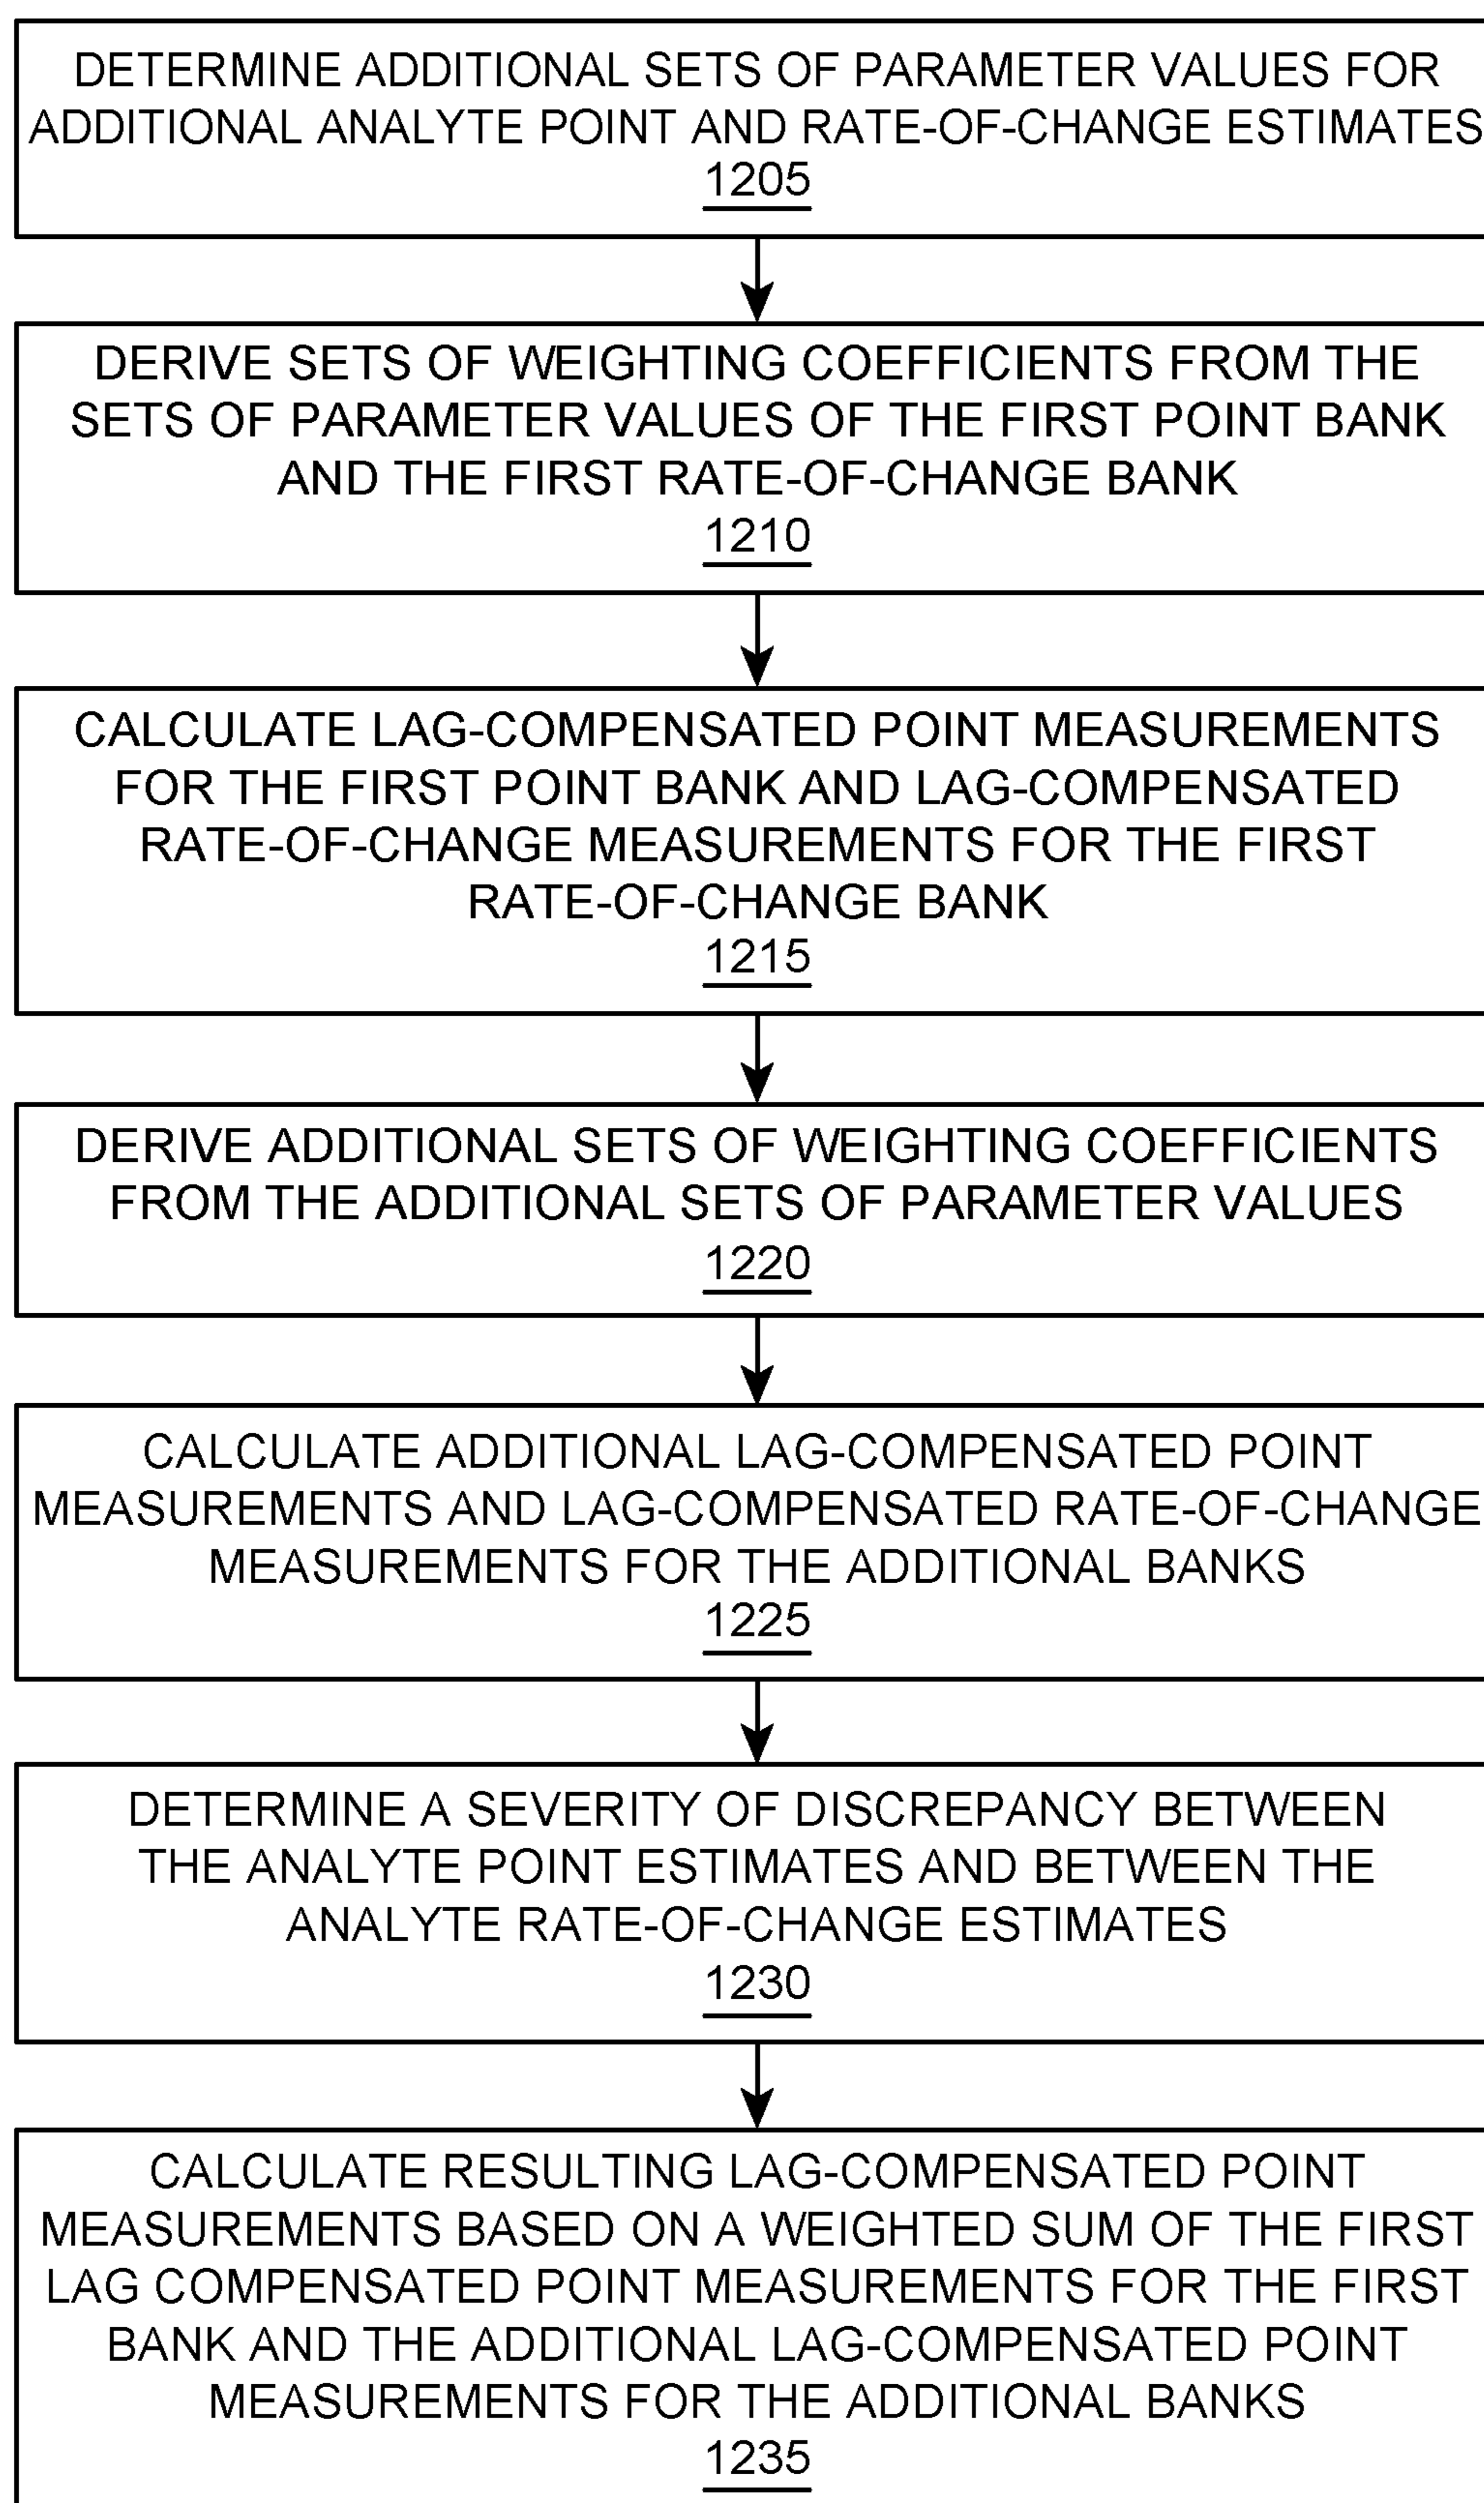 DETERMINE ADDITIONAL SETS OF PARAMETER VALUES FOR
ADDITIONAL ANALYTE POINT AND RATE-OF-CHANGE ESTIMATES
1205
DERIVE SETS OF WEIGHTING COEFFICIENTS FROM THE
SETS OF PARAMETER VALUES OF THE FIRST POINT BANK
AND THE FIRST RATE-OF-CHANGE BANK
1210
CALCULATE LAG-COMPENSATED POINT MEASUREMENTS
FOR THE FIRST POINT BANK AND LAG-COMPENSATED
RATE-OF-CHANGE MEASUREMENTS FOR THE FIRST
RATE-OF-CHANGE BANK
1215
DERIVE ADDITIONAL SETS OF WEIGHTING COEFFICIENTS
FROM THE ADDITIONAL SETS OF PARAMETER VALUES
1220
CALCULATE ADDITIONAL LAG-COMPENSATED POINT
MEASUREMENTS AND LAG-COMPENSATED RATE-OF-CHANGE
MEASUREMENTS FOR THE ADDITIONAL BANKS
1225
DETERMINE A SEVERITY OF DISCREPANCY BETWEEN
THE ANALYTE POINT ESTIMATES AND BETWEEN THE
ANALYTE RATE-OF-CHANGE ESTIMATES
1230
CALCULATE RESULTING LAG-COMPENSATED POINT
MEASUREMENTS BASED ON A WEIGHTED SUM OF THE FIRST
LAG COMPENSATED POINT MEASUREMENTS FOR THE FIRST
BANK AND THE ADDITIONAL LAG-COMPENSATED POINT
MEASUREMENTS FOR THE ADDITIONAL BANKS
1235